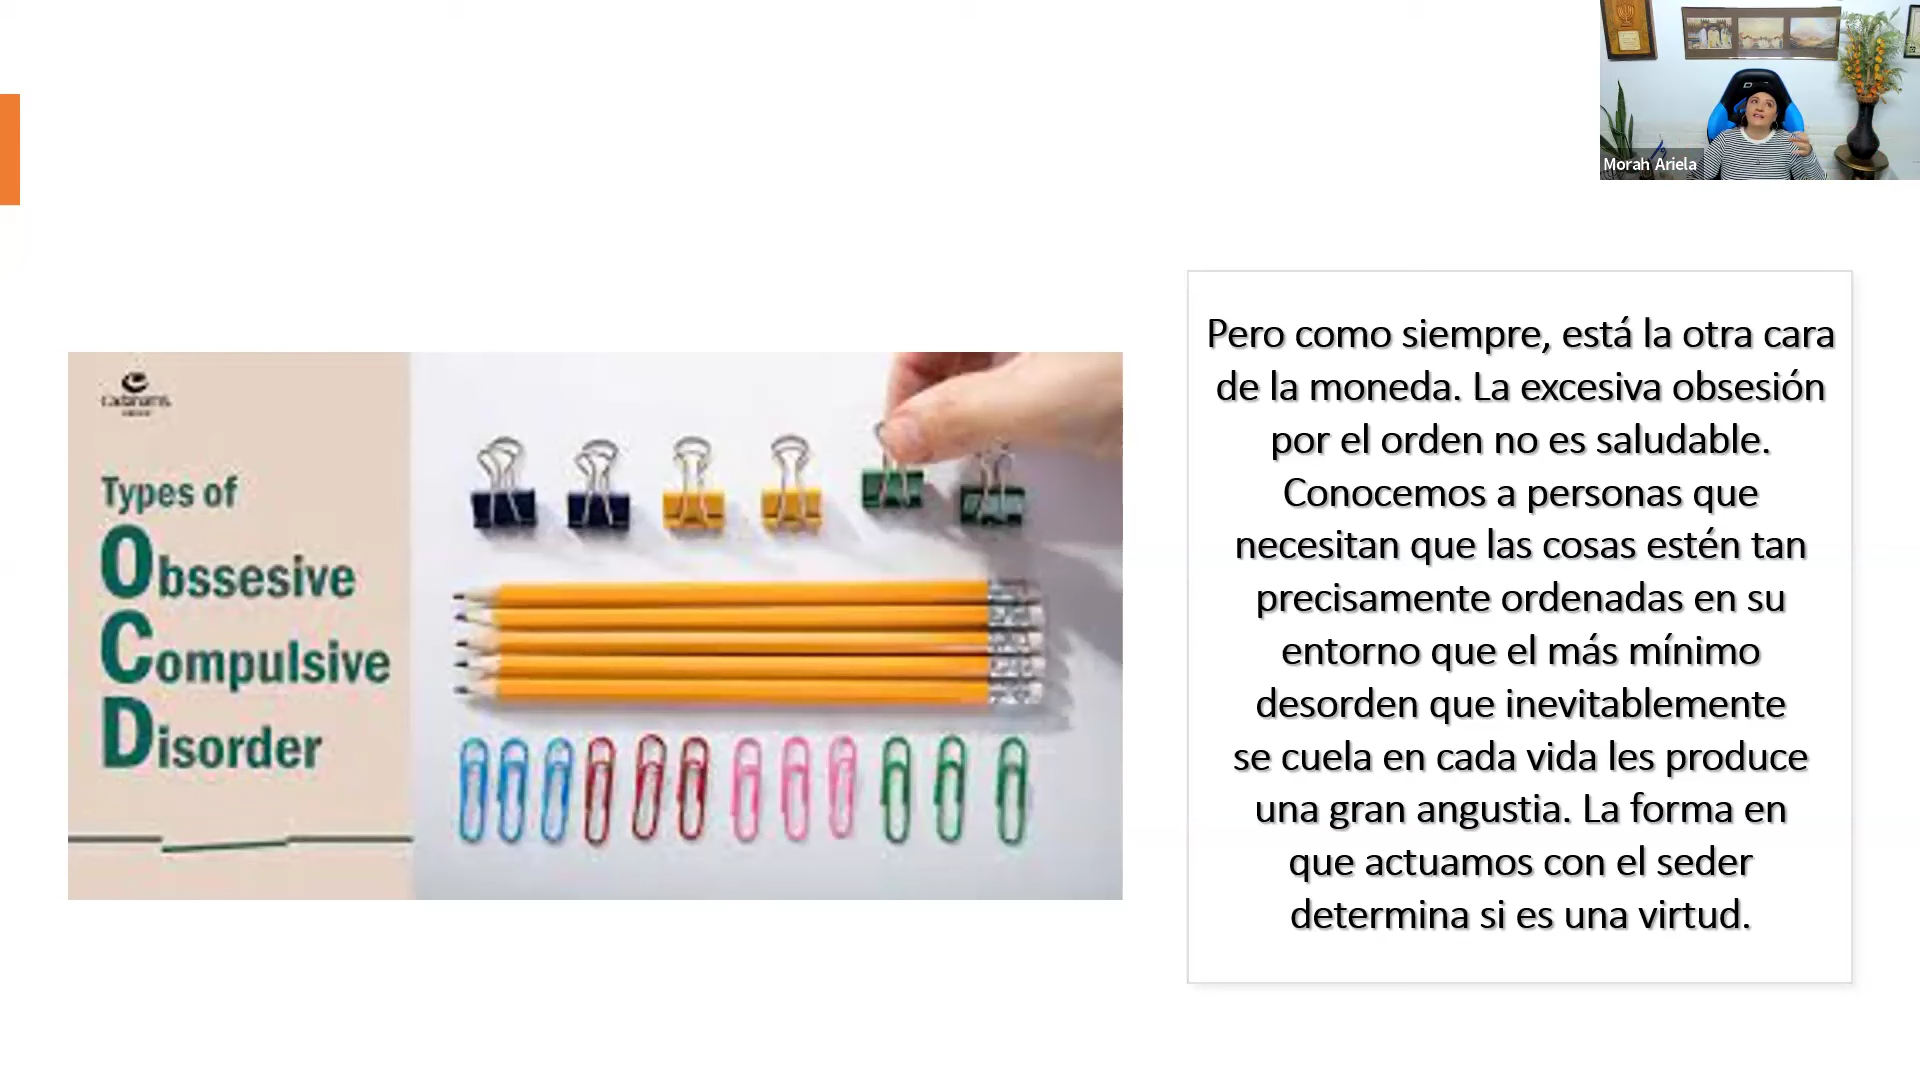 Morah Ariela
Types of
Obssesive
Compulsive
Disorder
Pero como siempre, está la otra cara
de la moneda. La excesiva obsesión
por el orden no es saludable.
Conocemos a personas que
necesitan que las cosas estén tan
precisamente ordenadas en su
entorno que el más mínimo
desorden que inevitablemente
se cuela en cada vida les produce
una gran angustia. La forma en
que actuamos con el seder
determina si es una virtud.